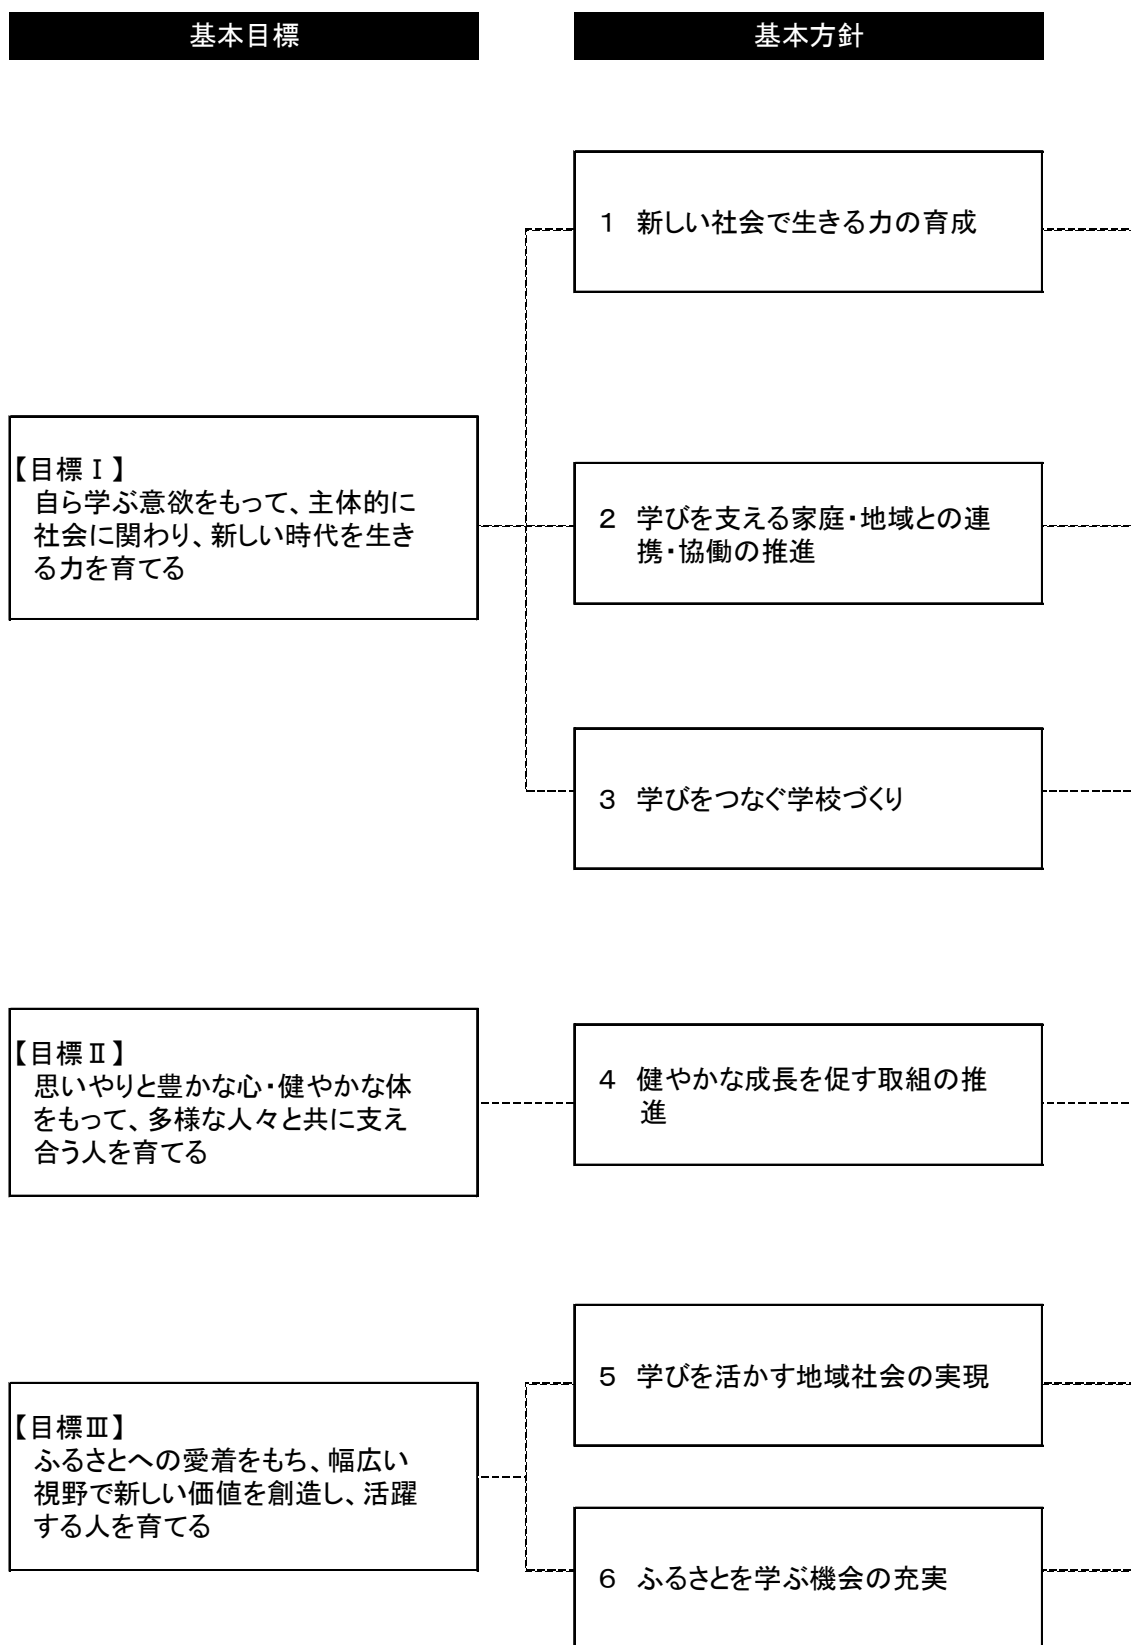 基本目標
基本方針
1 新しい社会で生きる力の育成
【目標Ⅰ】
自ら学ぶ意欲をもって、主体的に
社会に関わり、新しい時代を生き
る力を育てる
2 学びを支える家庭・地域との連
携・協働の推進
3 学びをつなぐ学校づくり
【目標Ⅱ】
思いやりと豊かな心・健やかな体
をもって、多様な人々と共に支え
合う人を育てる
4 健やかな成長を促す取組の推
進
5 学びを活かす地域社会の実現
【目標Ⅲ】
ふるさとへの愛着をもち、幅広い
視野で新しい価値を創造し、活躍
する人を育てる
6 ふるさとを学ぶ機会の充実